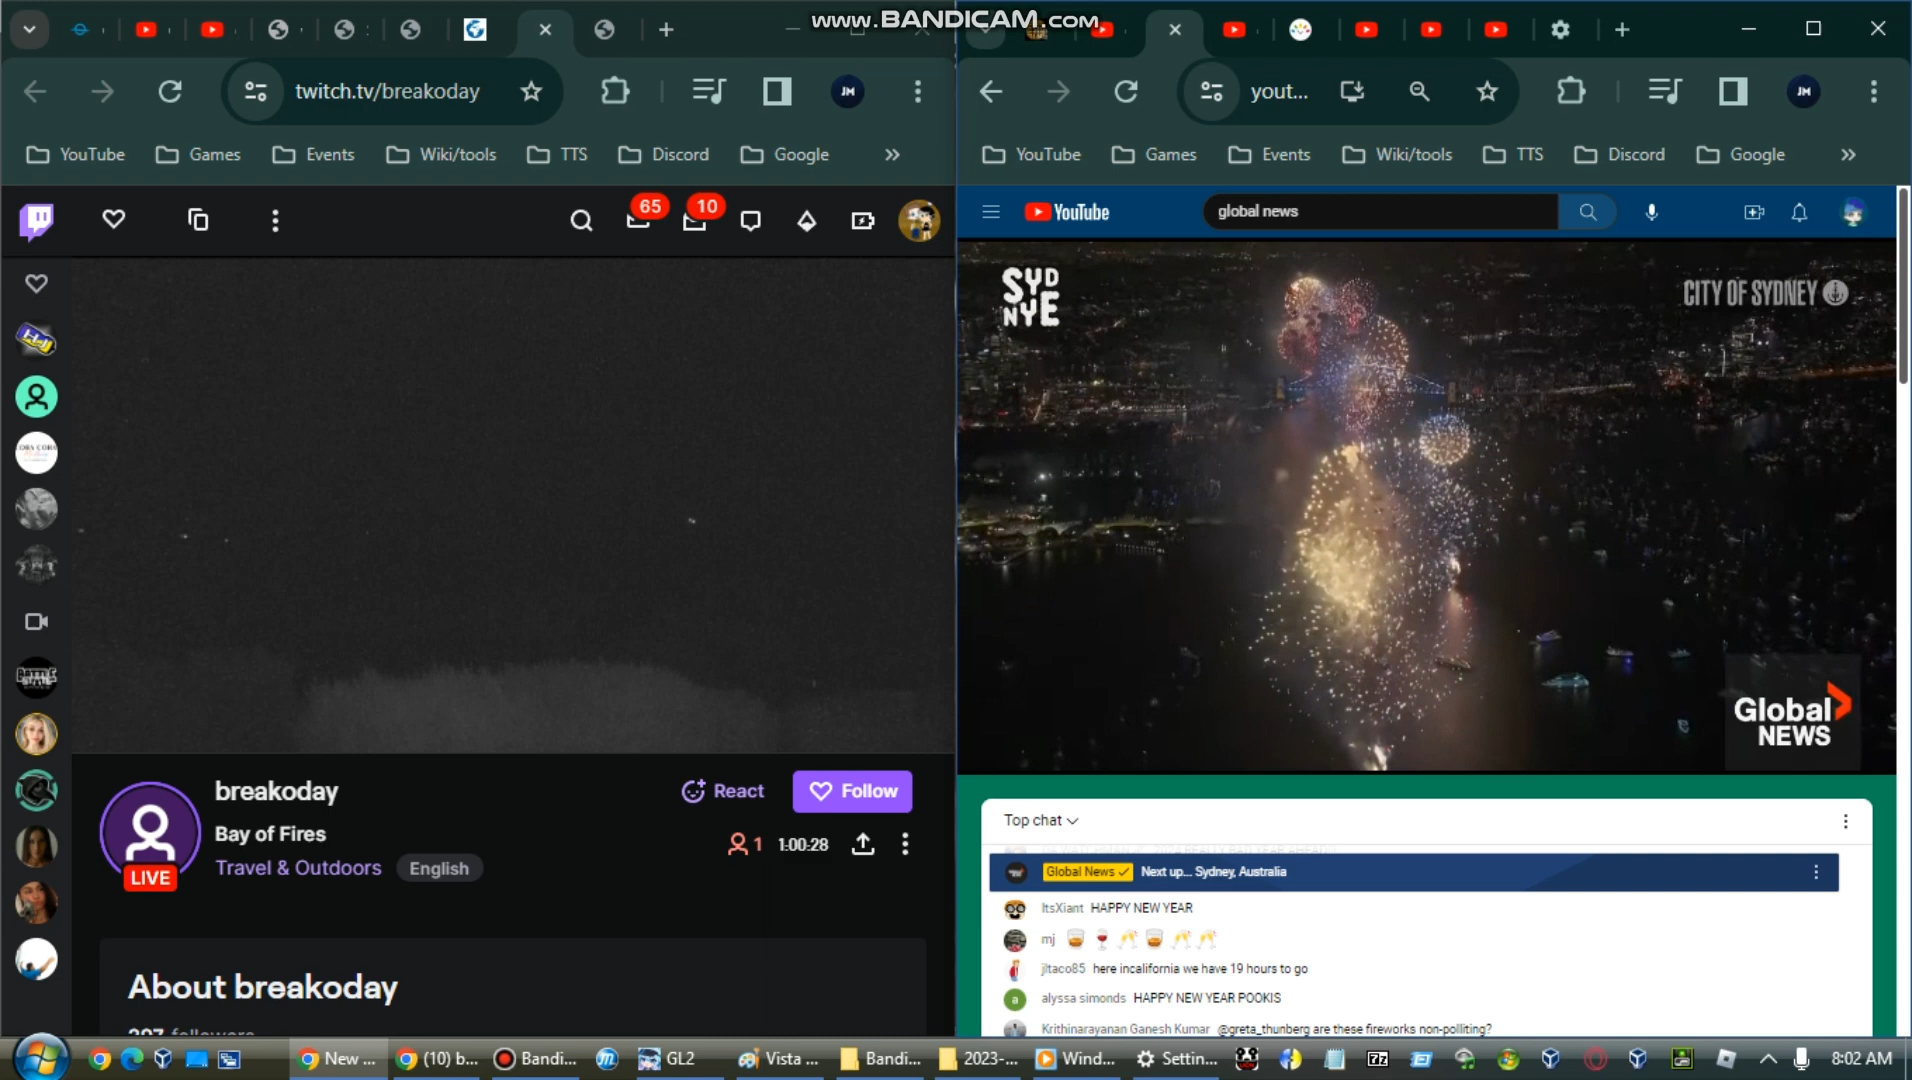 www.BANDICAM.com
JM
twitch.tv/breakoday
YouTube
Games
Events
Wiki/tools
TTS
Discord
Google
»
65
10
breakoday
React
Follow
Bay of Fires
1
1:00:28
LIVE
Travel & Outdoors
English
About breakoday
yout...
JM
YouTube
Games
Events
Wiki/tools
TTS
Discord
Google
»
YouTube
global news
SYD
NYE
CITY OF SYDNEY
Global
NEWS
Top chat
Global News Next up... Sydney, Australia
ItsXiant HAPPY NEW YEAR
mj 🥃🍷🥂🥃🥂🥂
jltaco85 here incalifornia we have 19 hours to go
a
alyssa simonds HAPPY NEW YEAR POOKIS
Krithinarayanan Ganesh Kumar @greta_thunberg are these fireworks non-polliting?
New ...
(10) b...
Bandi...
GL2
Vista ...
Bandi...
2023-...
Wind...
Settin...
8:02 AM